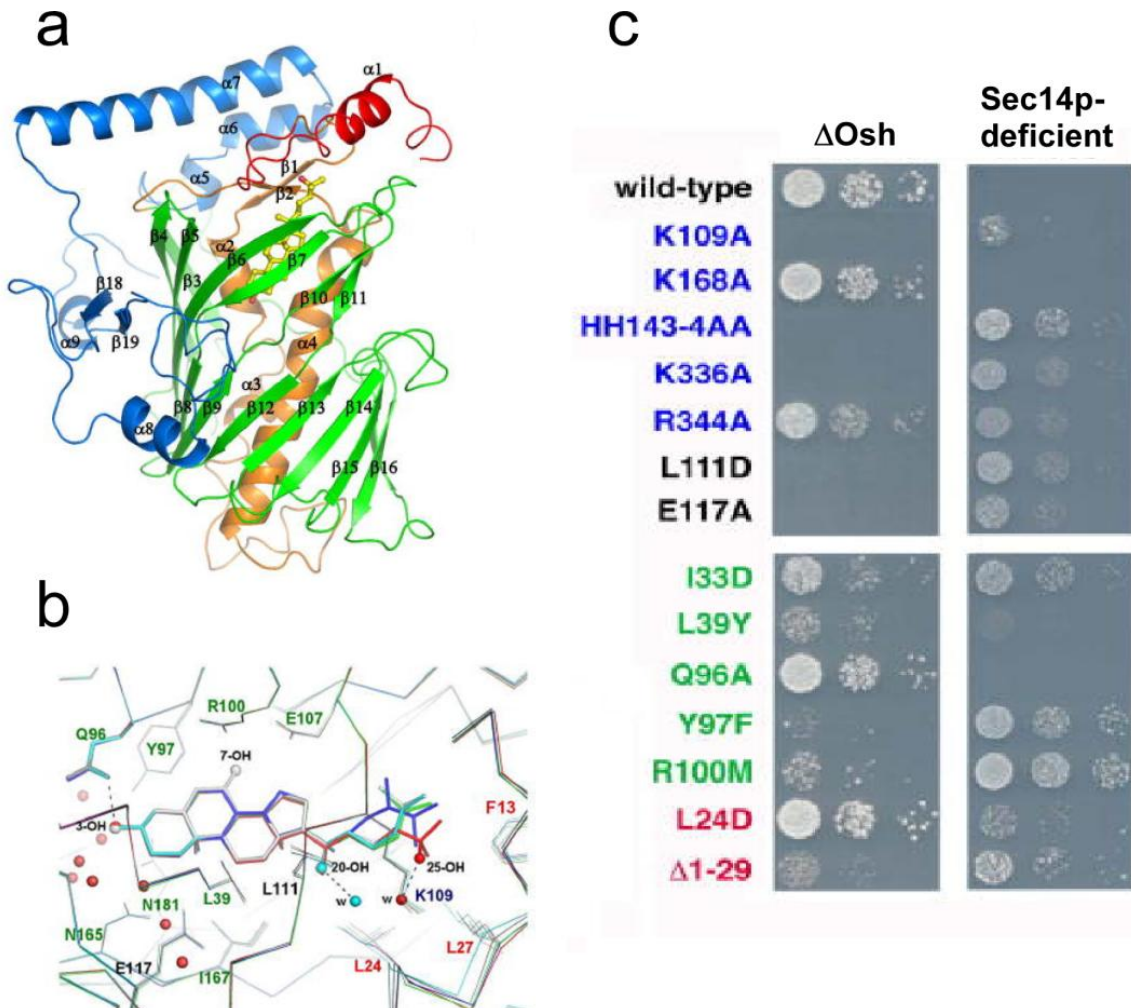 a
α7
α1
α6
α5
β1
β2
β4
β5
α2
β6
β7
β3
β10
β11
β18
α9
β19
α4
α3
β8
β9
β12
β13
β14
α8
β15
β16
b
R100
E107
Q96
Y97
7-OH
F13
3-OH
20-OH
25-OH
L111
w
w
K109
N181
L39
N165
L27
E117
I167
L24
c
Sec14p-
deficient
ΔOsh
wild-type
K109A
K168A
HH143-4AA
K336A
R344A
L111D
E117A
I33D
L39Y
Q96A
Y97F
R100M
L24D
Δ1-29